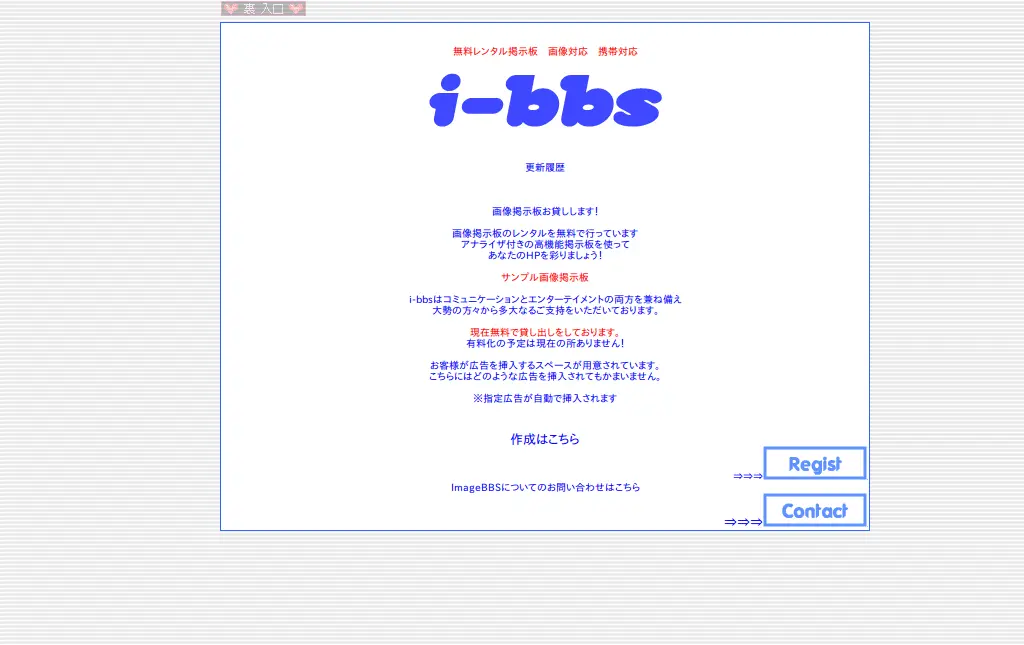 裏 入口
無料レンタル掲示板　画像対応　携帯対応
i-bbs
更新履歴
画像掲示板お貸しします!
画像掲示板のレンタルを無料で行っています
アナライザ付きの高機能掲示板を使って
あなたのHPを彩りましょう!
サンプル画像掲示板
i-bbsはコミュニケーションとエンターテイメントの両方を兼ね備え
大勢の方々から多大なるご支持をいただいております。
現在無料で貸し出しをしております。
有料化の予定は現在の所ありません!
お客様が広告を挿入するスペースが用意されています。
こちらにはどのような広告を挿入されてもかまいません。
※指定広告が自動で挿入されます
作成はこちら
⇒⇒⇒ Regist
ImageBBSについてのお問い合わせはこちら
⇒⇒⇒ Contact